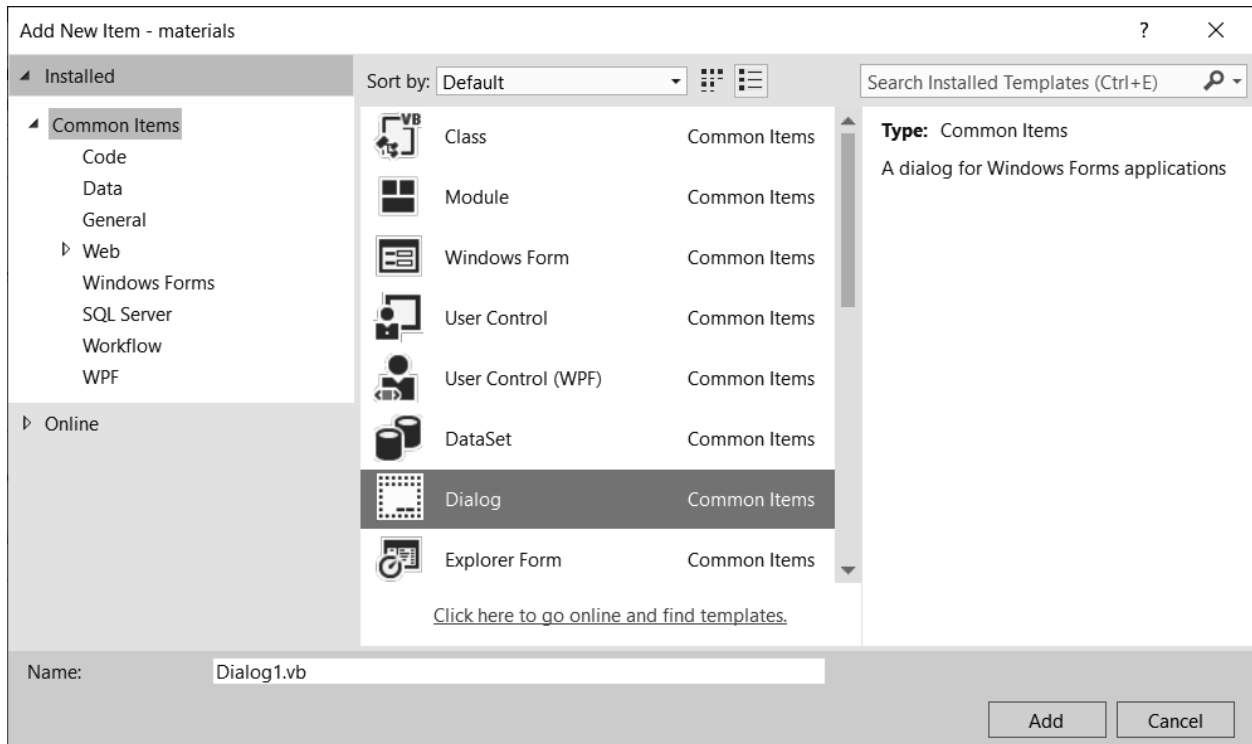 Add New Item - materials
?
Installed
Sort by: Default
Search Installed Templates (Ctrl+E)
Common Items
Code
Data
General
Web
Windows Forms
SQL Server
Workflow
WPF
Online
VB
Class Common Items
Module Common Items
Windows Form Common Items
User Control Common Items
User Control (WPF) Common Items
DataSet Common Items
Dialog Common Items
Explorer Form Common Items
Click here to go online and find templates.
Type: Common Items
A dialog for Windows Forms applications
Name: Dialog1.vb
Add Cancel